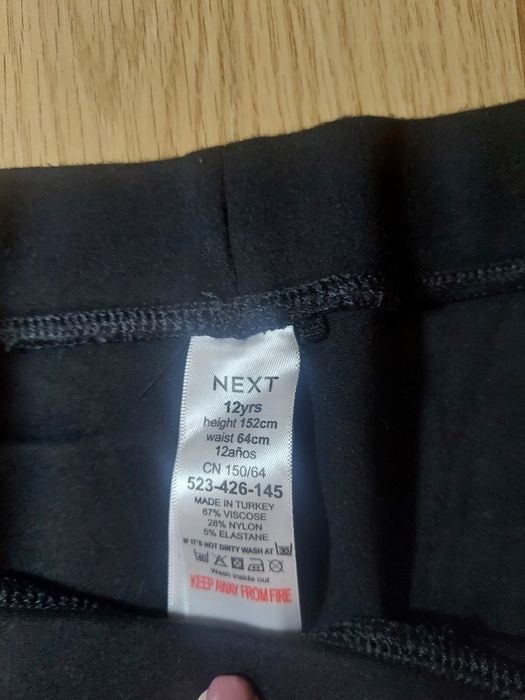 NEXT
12yrs
height 152cm
waist 64cm
12años
CN 150/64
523-426-145
MADE IN TURKEY
67% VISCOSE
28% NYLON
5% ELASTANE
IF IT'S NOT DIRTY WASH AT 30
40
Wash inside out
KEEP AWAY FROM FIRE